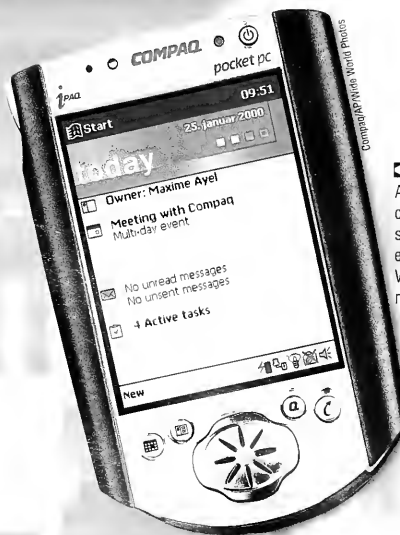 COMPAQ
iPAQ
pocket pc
Start
09:51
today
25. januar 2000
Owner: Maxime Ayel
Meeting with Compaq
Multi-day event
No unread messages
No unsent messages
4 Active tasks
New
Compaq/AP/Wide World Photos